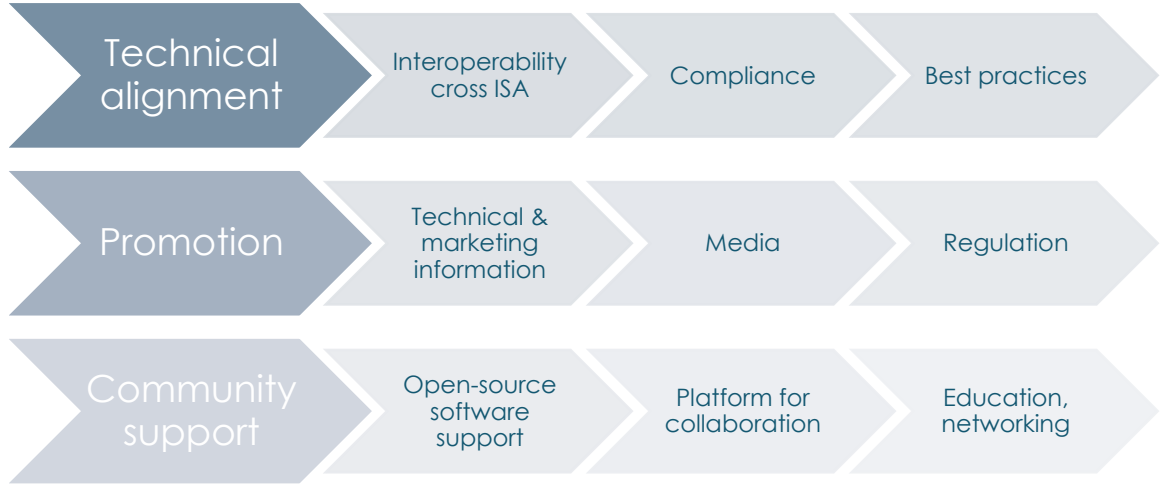 Technical
alignment
Interoperability
cross ISA
Compliance
Best practices
Promotion
Technical &
marketing
information
Media
Regulation
Community
support
Open-source
software
support
Platform for
collaboration
Education,
networking